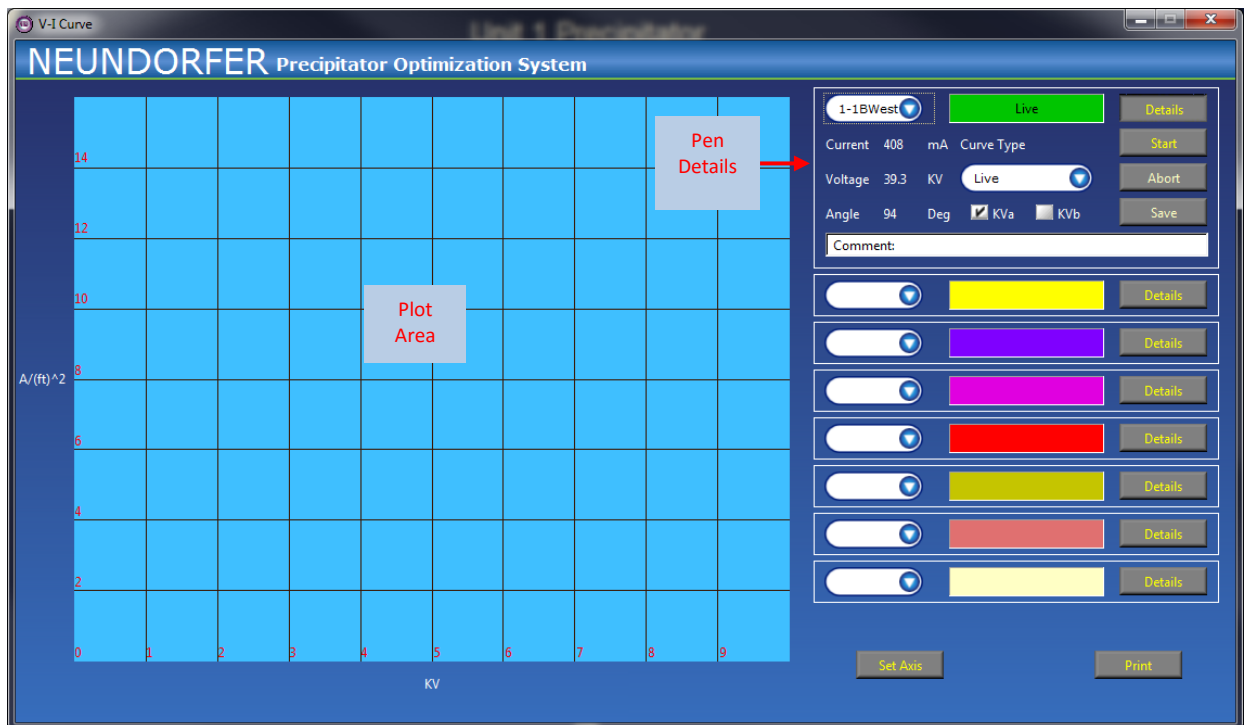 V-I Curve
Unit 1 Precipitator
NEUNDORFER Precipitator Optimization System
14
12
10
8
6
4
2
A/(ft)^2
0 1 2 3 4 5 6 7 8 9
KV
Plot
Area
Pen
Details
1-1BWest Live Details
Current 408 mA Curve Type Start
Voltage 39.3 KV Live Abort
Angle 94 Deg KVa KVb Save
Comment:
Details
Details
Details
Details
Details
Details
Details
Set Axis Print